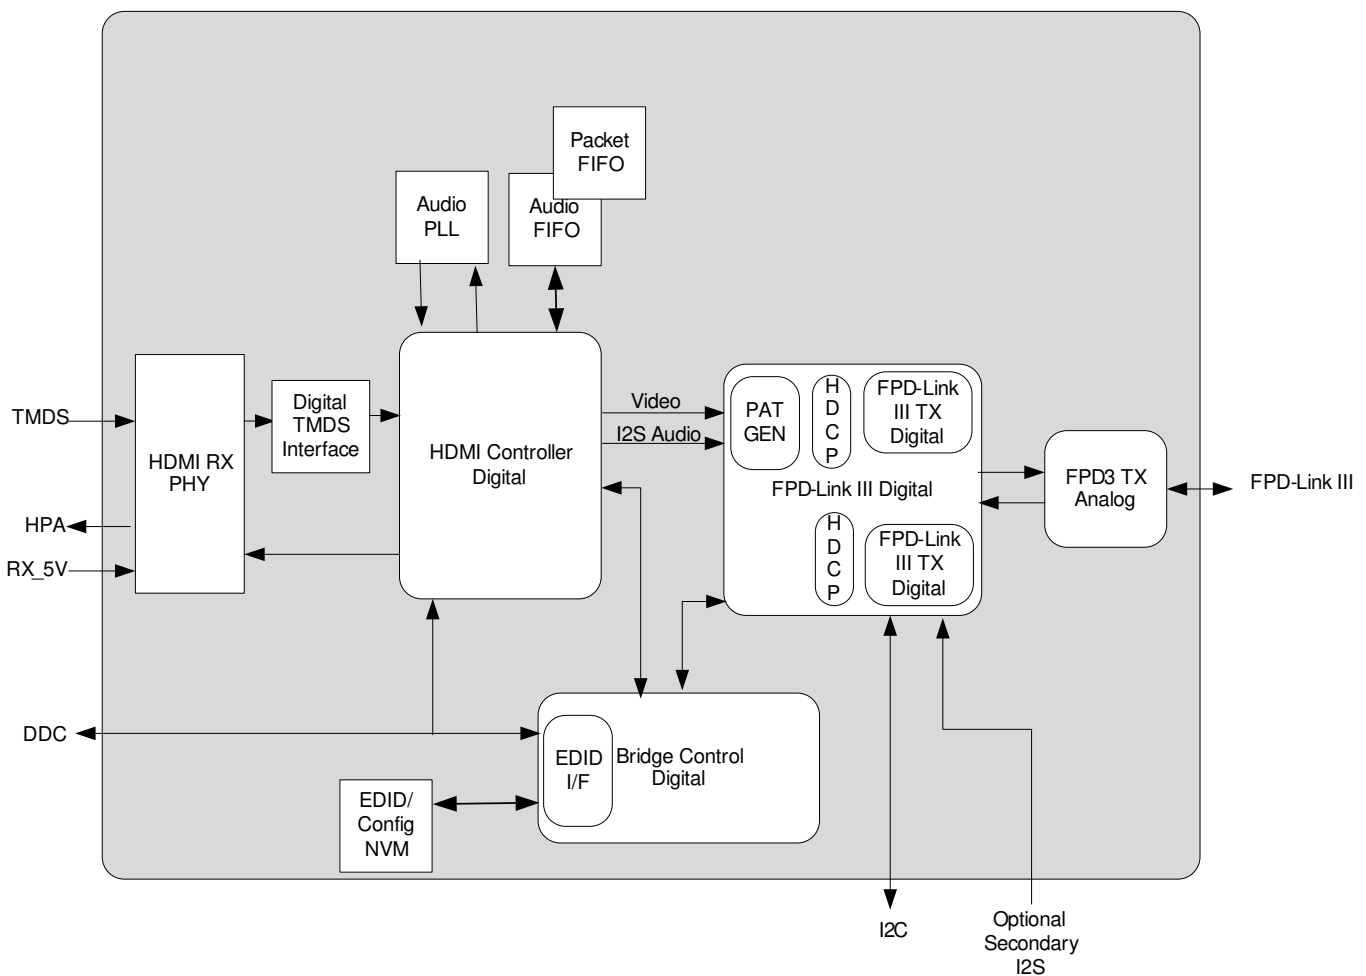 Packet
FIFO
Audio
PLL
Audio
FIFO
TMDS
HDMI RX
PHY
HPA
RX_5V
Digital
TMDS
Interface
HDMI Controller
Digital
Video
I2S Audio
PAT
GEN
H
D
C
P
FPD-Link
III TX
Digital
FPD-Link III Digital
H
D
C
P
FPD-Link
III TX
Digital
FPD3 TX
Analog
FPD-Link III
DDC
EDID
I/F
Bridge Control
Digital
EDID/
Config
NVM
I2C
Optional
Secondary
I2S